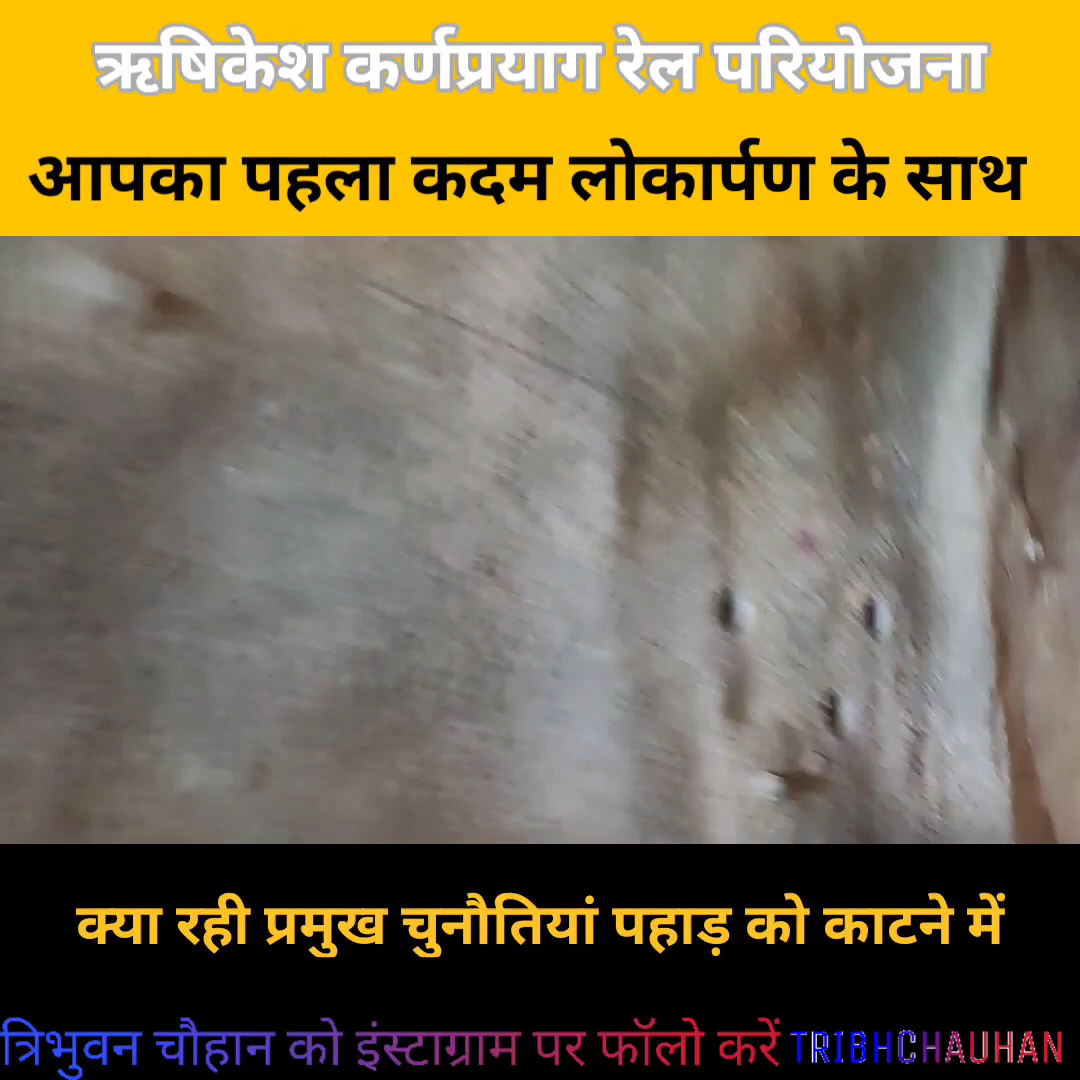 ऋषिकेश कर्णप्रयाग रेल परियोजना
आपका पहला कदम लोकार्पण के साथ
क्या रही प्रमुख चुनौतियां पहाड़ को काटने में
त्रिभुवन चौहान को इंस्टाग्राम पर फॉलो करें TRIBHCHAUHAN